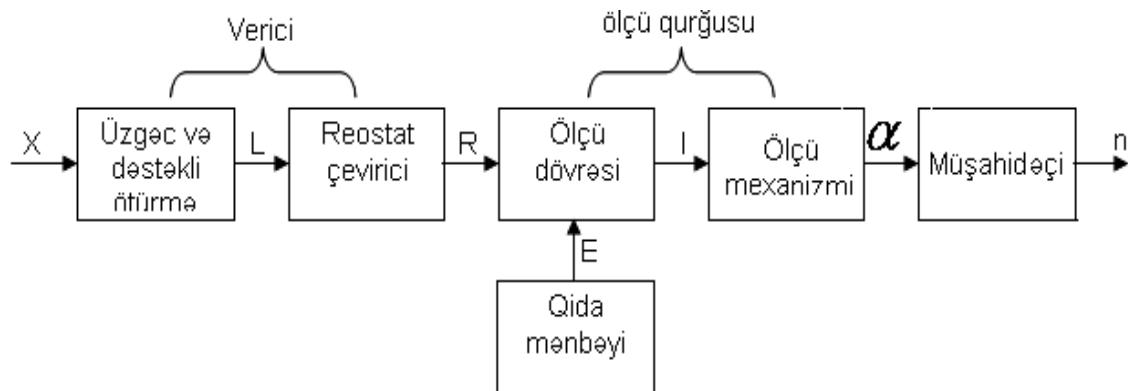 Verici
ölçü qurğusu
X
Üzgəc və
dəstəkli
ötürmə
L
Reostat
çevirici
R
Ölçü
dövrəsi
I
Ölçü
mexanizmi
α
Müşahidəçi
n
E
Qida
mənbəyi